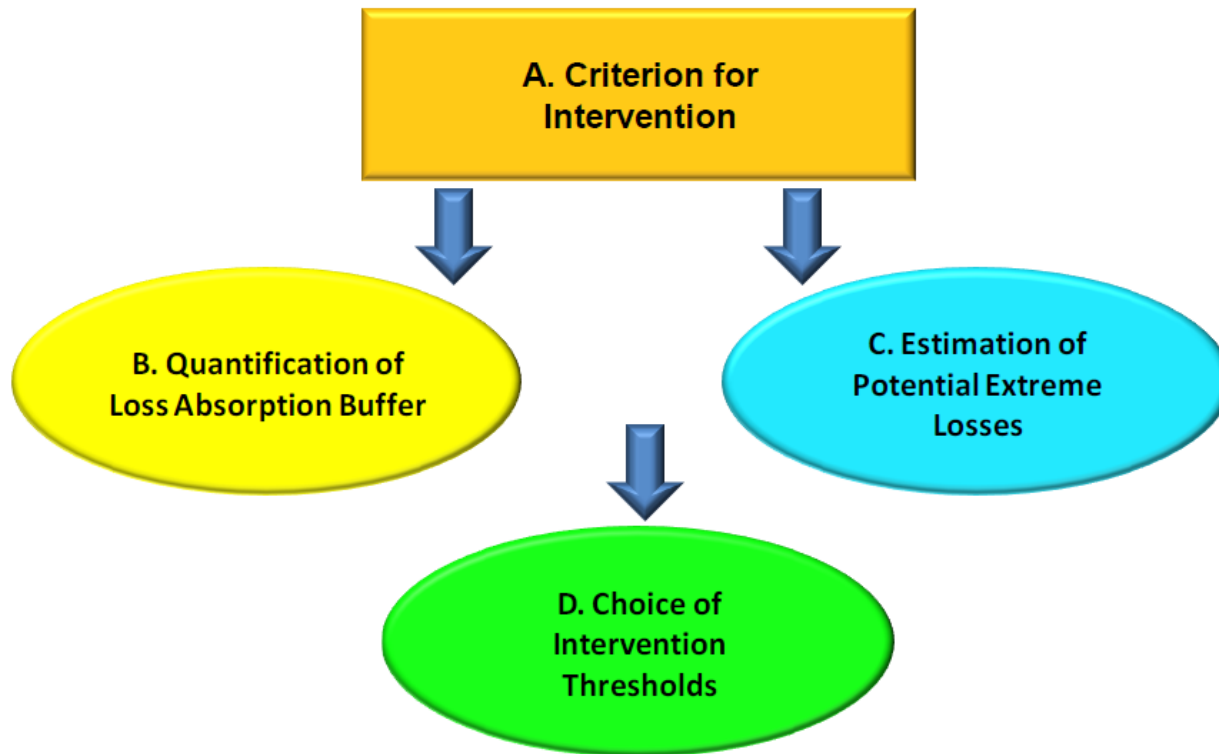 A. Criterion for
Intervention
B. Quantification of
Loss Absorption Buffer
C. Estimation of
Potential Extreme
Losses
D. Choice of
Intervention
Thresholds